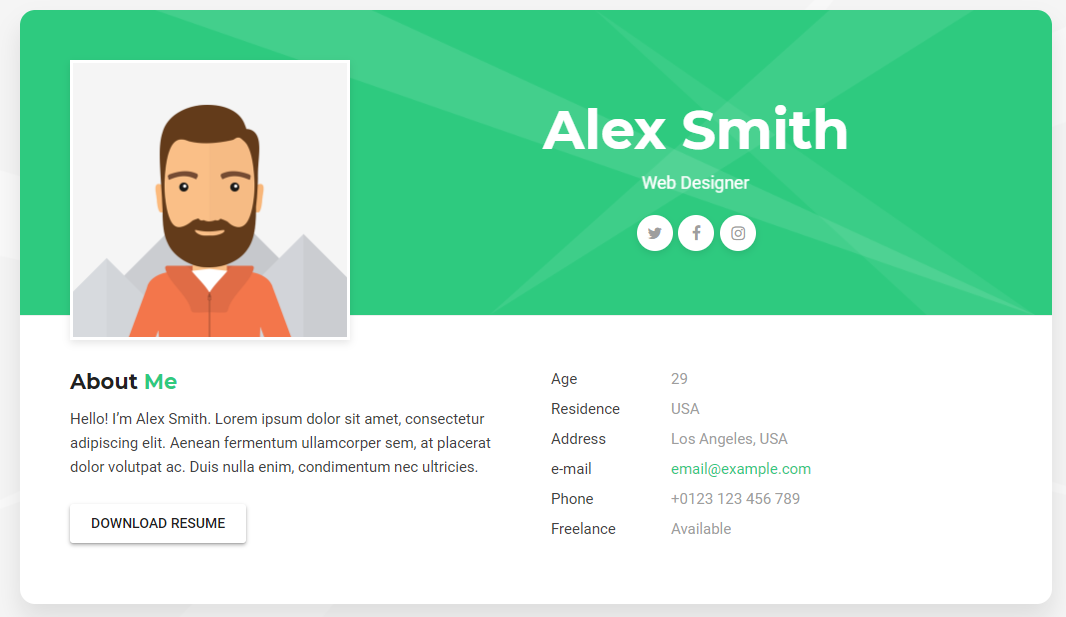 Alex Smith
Web Designer
About Me
Hello! I’m Alex Smith. Lorem ipsum dolor sit amet, consectetur
adipiscing elit. Aenean fermentum ullamcorper sem, at placerat
dolor volutpat ac. Duis nulla enim, condimentum nec ultricies.
DOWNLOAD RESUME
Age 29
Residence USA
Address Los Angeles, USA
e-mail email@example.com
Phone +0123 123 456 789
Freelance Available